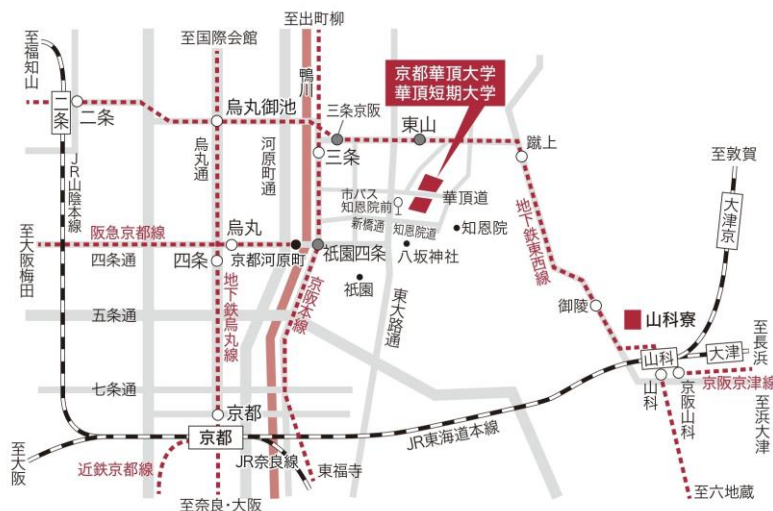 至出町柳
至国際会館
至福知山
鴨川
京都華頂大学
華頂短期大学
二条
二条
烏丸御池
三条京阪
東山
蹴上
JR山陰本線
烏丸通
河原町通
三条
至敦賀
市バス
知恩院前
華頂道
大津京
新橋通
知恩院道
知恩院
地下鉄東西線
至大阪梅田
阪急京都線
烏丸
四条通
四条
京都河原町
祇園四条
八坂神社
祇園
地下鉄烏丸線
京阪本線
東大路通
御陵
五条通
山科寮
山科
大津
至長浜
七条通
山科
京阪山科
京阪京津線
至浜大津
京都
京都
JR東海道本線
至大阪
近鉄京都線
JR奈良線
東福寺
至奈良・大阪
至六地蔵